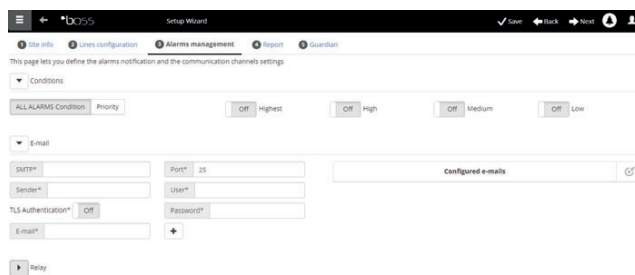 boss Setup Wizard Save Back Next
1 Site info 2 Lines configuration 3 Alarms management 4 Report 5 Guardian
This page lets you define the alarms notification and the communication channels settings
Conditions
ALL ALARMS Condition Priority Off Highest Off High Off Medium Off Low
E-mail
SMTP* Port* 25 Configured e-mails
Sender* User*
TLS Authentication* Off Password*
E-mail* +
Relay